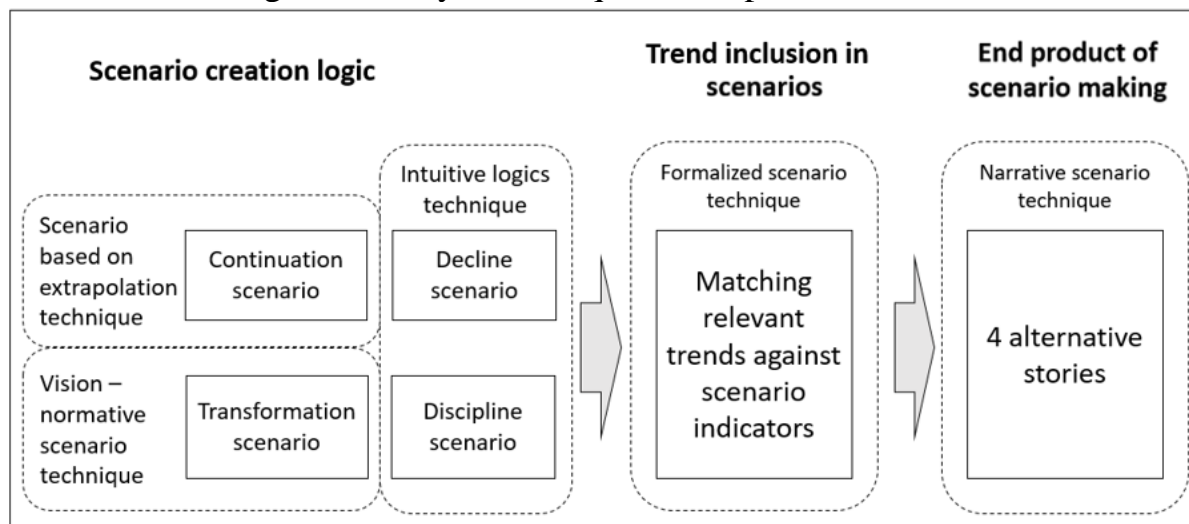 Scenario creation logic
Trend inclusion in
scenarios
End product of
scenario making
Intuitive logics
technique
Formalized scenario
technique
Narrative scenario
technique
Scenario
based on
extrapolation
technique
Continuation
scenario
Decline
scenario
Vision –
normative
scenario
technique
Transformation
scenario
Discipline
scenario
Matching
relevant
trends against
scenario
indicators
4 alternative
stories